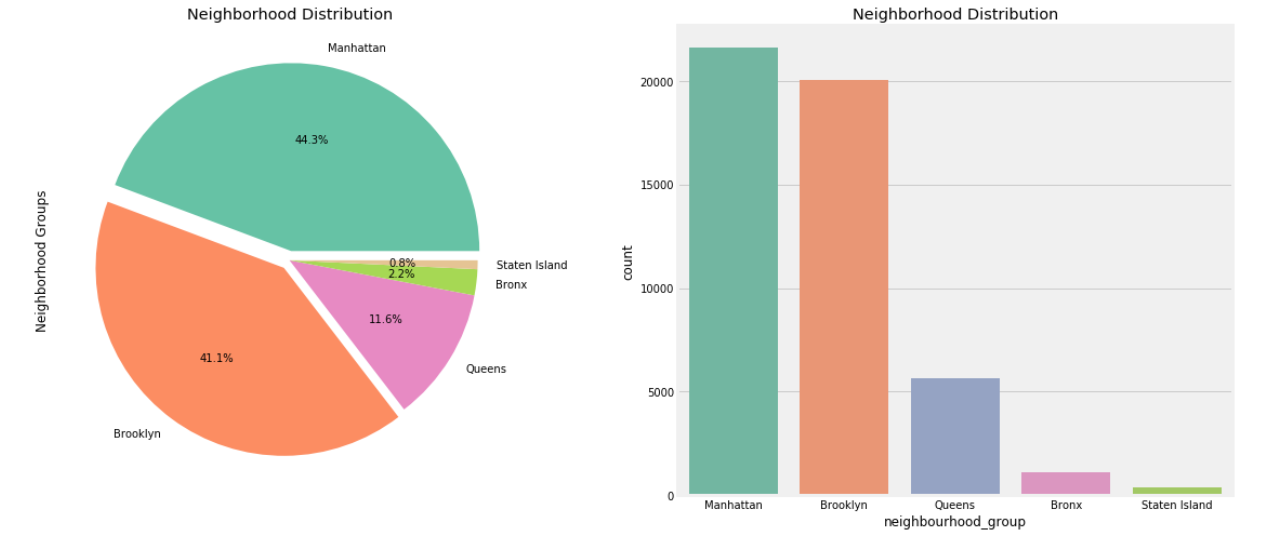 Neighborhood Distribution
Manhattan
44.3%
Neighborhood Groups
0.8%
Staten Island
2.2%
Bronx
11.6%
41.1%
Queens
Brooklyn
Neighborhood Distribution
20000
15000
count
10000
5000
0
Manhattan Brooklyn Queens Bronx Staten Island
neighbourhood_group